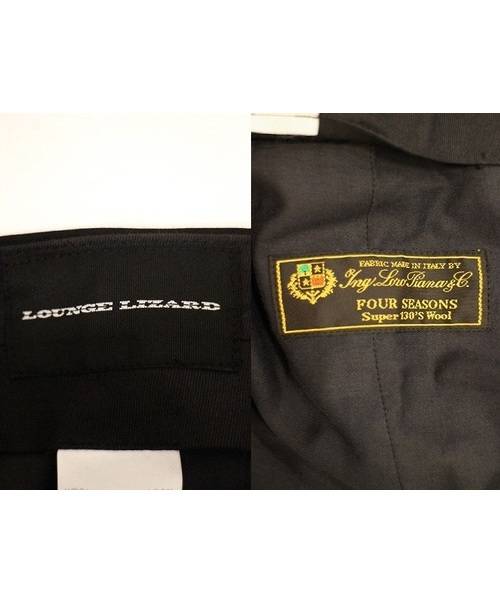 LOUNGE LIZARD
FABRIC MADE IN ITALY BY
Ing. Loro Piana & C.
FOUR SEASONS
Super 130'S Wool